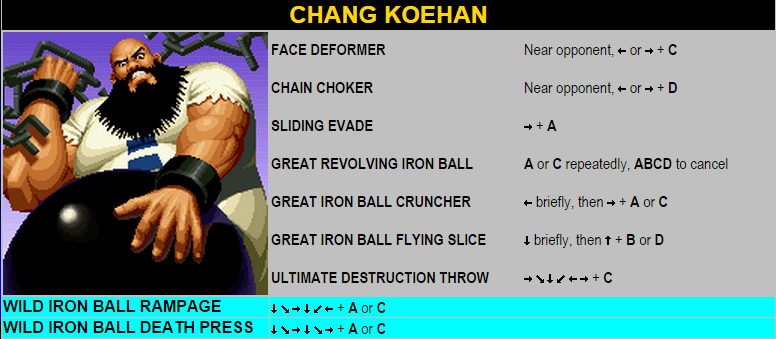 CHANG KOEHAN
FACE DEFORMER Near opponent, ← or → + C
CHAIN CHOKER Near opponent, ← or → + D
SLIDING EVADE → + A
GREAT REVOLVING IRON BALL A or C repeatedly, ABCD to cancel
GREAT IRON BALL CRUNCHER ← briefly, then → + A or C
GREAT IRON BALL FLYING SLICE ↓ briefly, then ↑ + B or D
ULTIMATE DESTRUCTION THROW →↘↓↙←→ + C
WILD IRON BALL RAMPAGE ↓↘→↓↙← + A or C
WILD IRON BALL DEATH PRESS ↓↘→↓↘→ + A or C